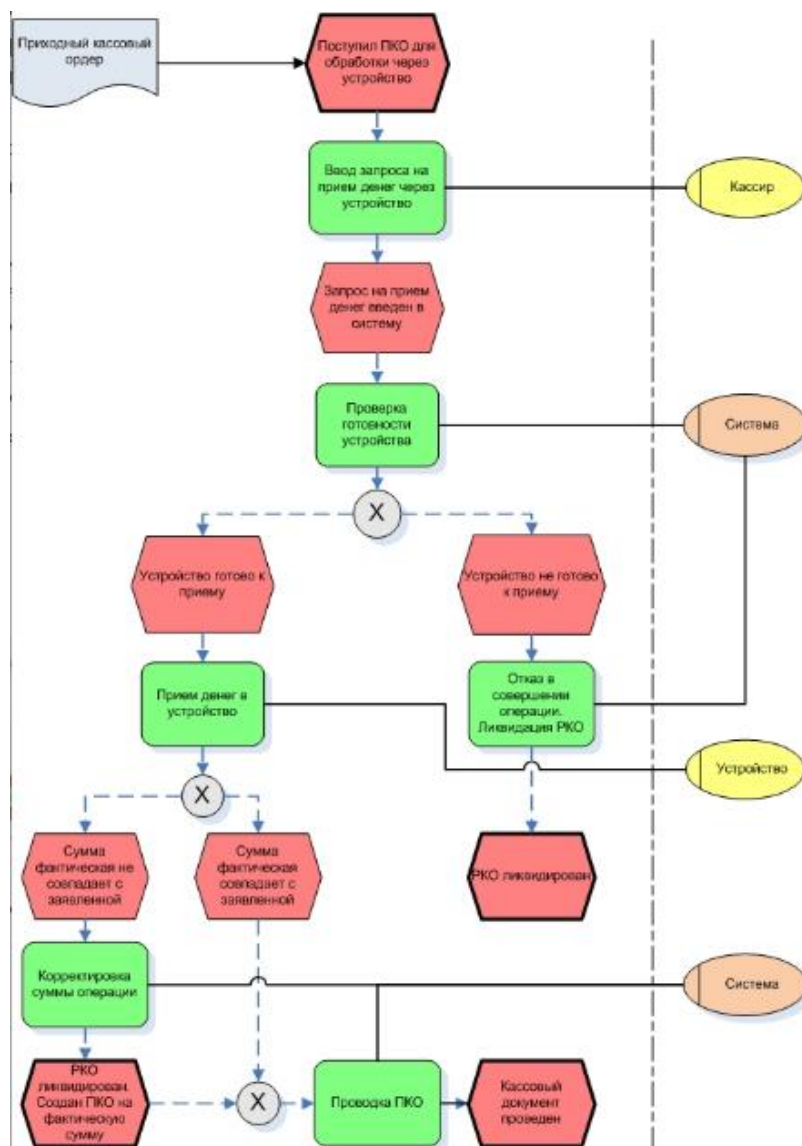 Приходный кассовый
ордер
Поступил ПКО для
обработки через
устройство
Ввод запроса на
прием денег через
устройство
Кассир
Запрос на прием
денег введен в
систему
Проверка
готовности
устройства
Система
X
Устройство готово к
приему
Устройство не готово
к приему
Прием денег в
устройство
Отказ в
совершении
операции.
Ликвидация РКО
Устройство
X
Сумма
фактическая не
совпадает с
заявленной
Сумма
фактическая
совпадает с
заявленной
РКО ликвидирован
Корректировка
суммы операции
Система
РКО
ликвидирован.
Создан ПКО на
фактическую
сумму
X
Проводка ПКО
Кассовый
документ
проведен